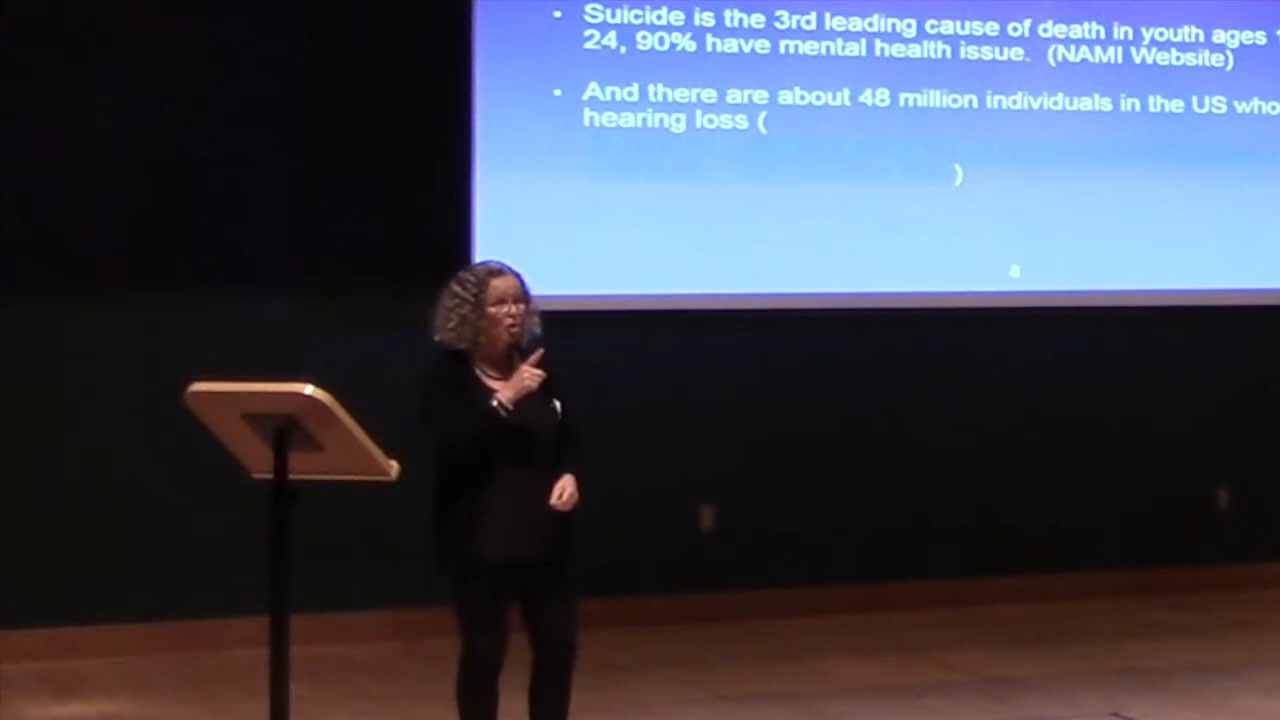 • Suicide is the 3rd leading cause of death in youth ages
24, 90% have mental health issue. (NAMI Website)
• And there are about 48 million individuals in the US who
hearing loss (
)
8